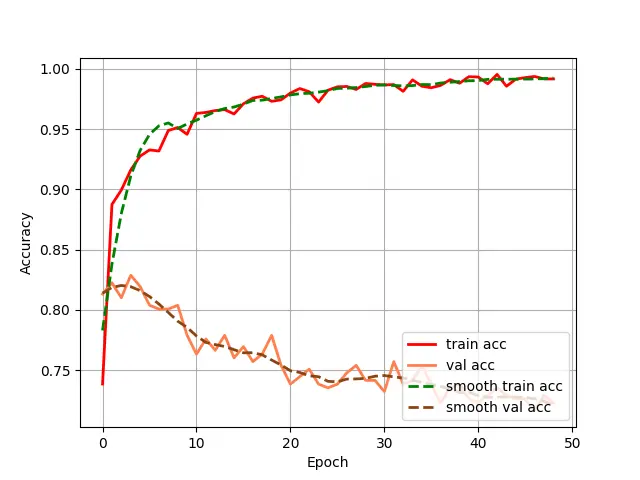 1.00
0.95
0.90
0.85
0.80
0.75
Accuracy
train acc
val acc
smooth train acc
smooth val acc
0 10 20 30 40 50
Epoch